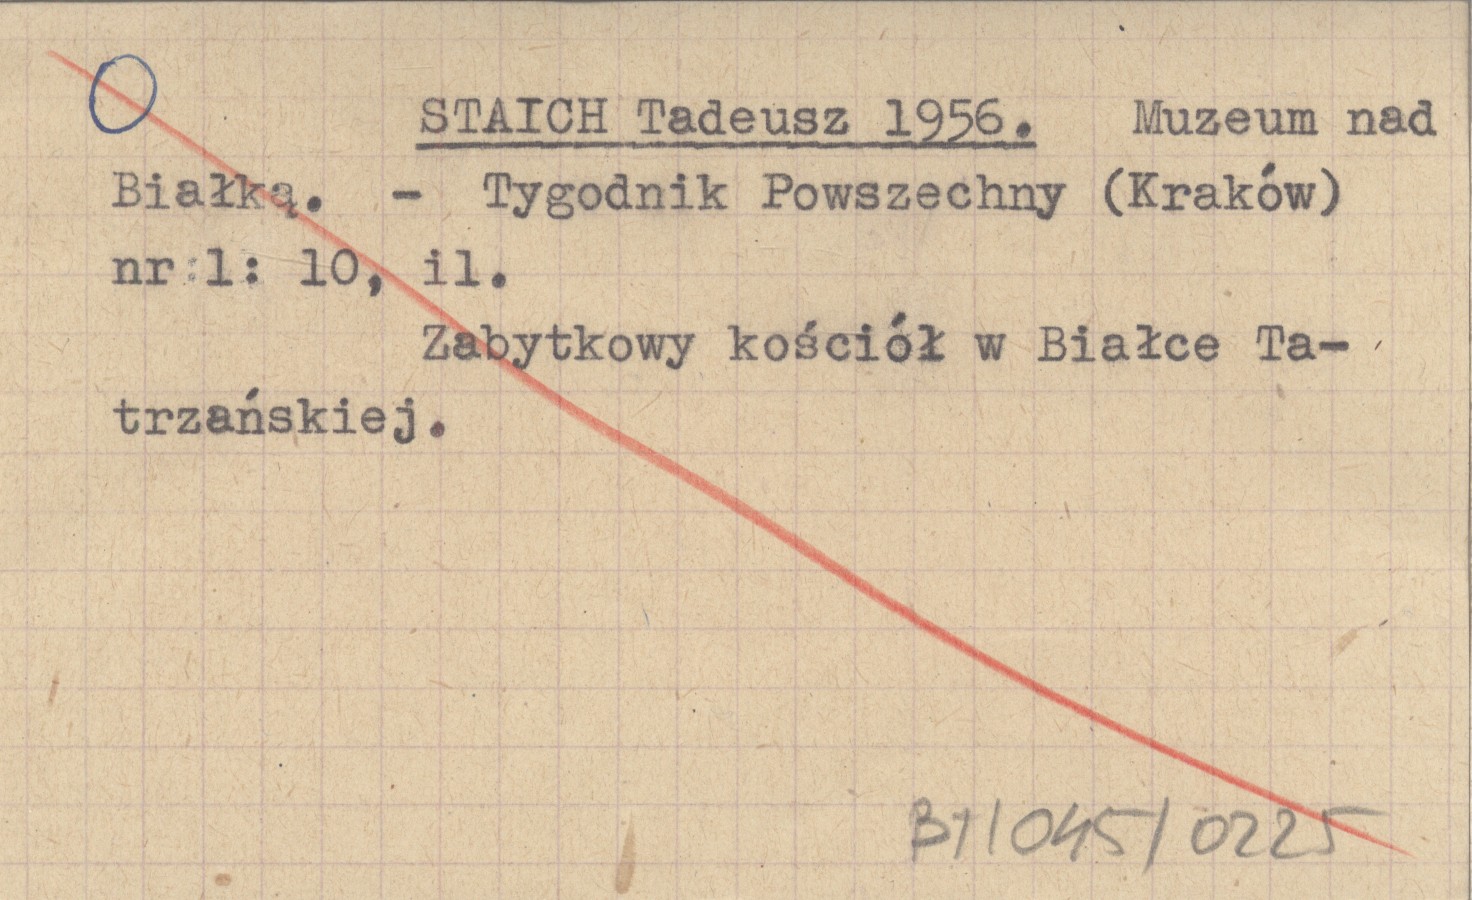 STAICH Tadeusz 1956. Muzeum nad
Białką. - Tygodnik Powszechny (Kraków)
nr 1: 10, il.
Zabytkowy kościół w Białce Ta-
trzańskiej.
BT/045/0225